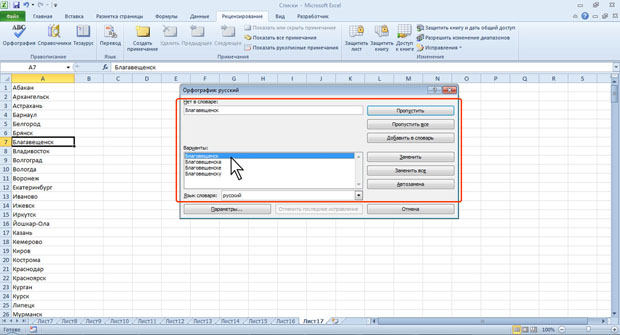 Списки - Microsoft Excel
Файл Главная Вставка Разметка страницы Формулы Данные Рецензирование Вид Разработчик
Орфография Справочники Тезаурус
Правописание
Перевод
Язык
Создать примечание
Удалить Предыдущее Следующее
Показать или скрыть примечание
Показать все примечания
Показать рукописные примечания
Примечания
Защитить лист Защитить книгу Доступ к книге
Защитить книгу и дать общий доступ
Разрешить изменение диапазонов
Исправления
Изменения
A7 fx Благавещенск
A B C D E F G H I J K L M N O
1 Абакан
2 Архангельск
3 Астрахань
4 Барнаул
5 Белгород
6 Брянск
7 Благавещенск
8 Владивосток
9 Волгоград
10 Вологда
11 Воронеж
12 Екатеринбург
13 Иваново
14 Ижевск
15 Иркутск
16 Йошкар-Ола
17 Казань
18 Кемерово
19 Киров
20 Кострома
21 Краснодар
22 Красноярск
23 Курган
24 Курск
25 Липецк
26 Мурманск
Орфография: русский
Нет в словаре:
Благавещенск
Пропустить
Пропустить все
Добавить в словарь
Варианты:
Благовещенск
Благовещенска
Благовещенске
Благовещенску
Заменить
Заменить все
Автозамена
Язык словаря: русский
Параметры...
Отменить последнее исправление
Отмена
Лист7 Лист8 Лист9 Лист10 Лист11 Лист12 Лист13 Лист14 Лист15 Лист16 Лист17
Готово
100%